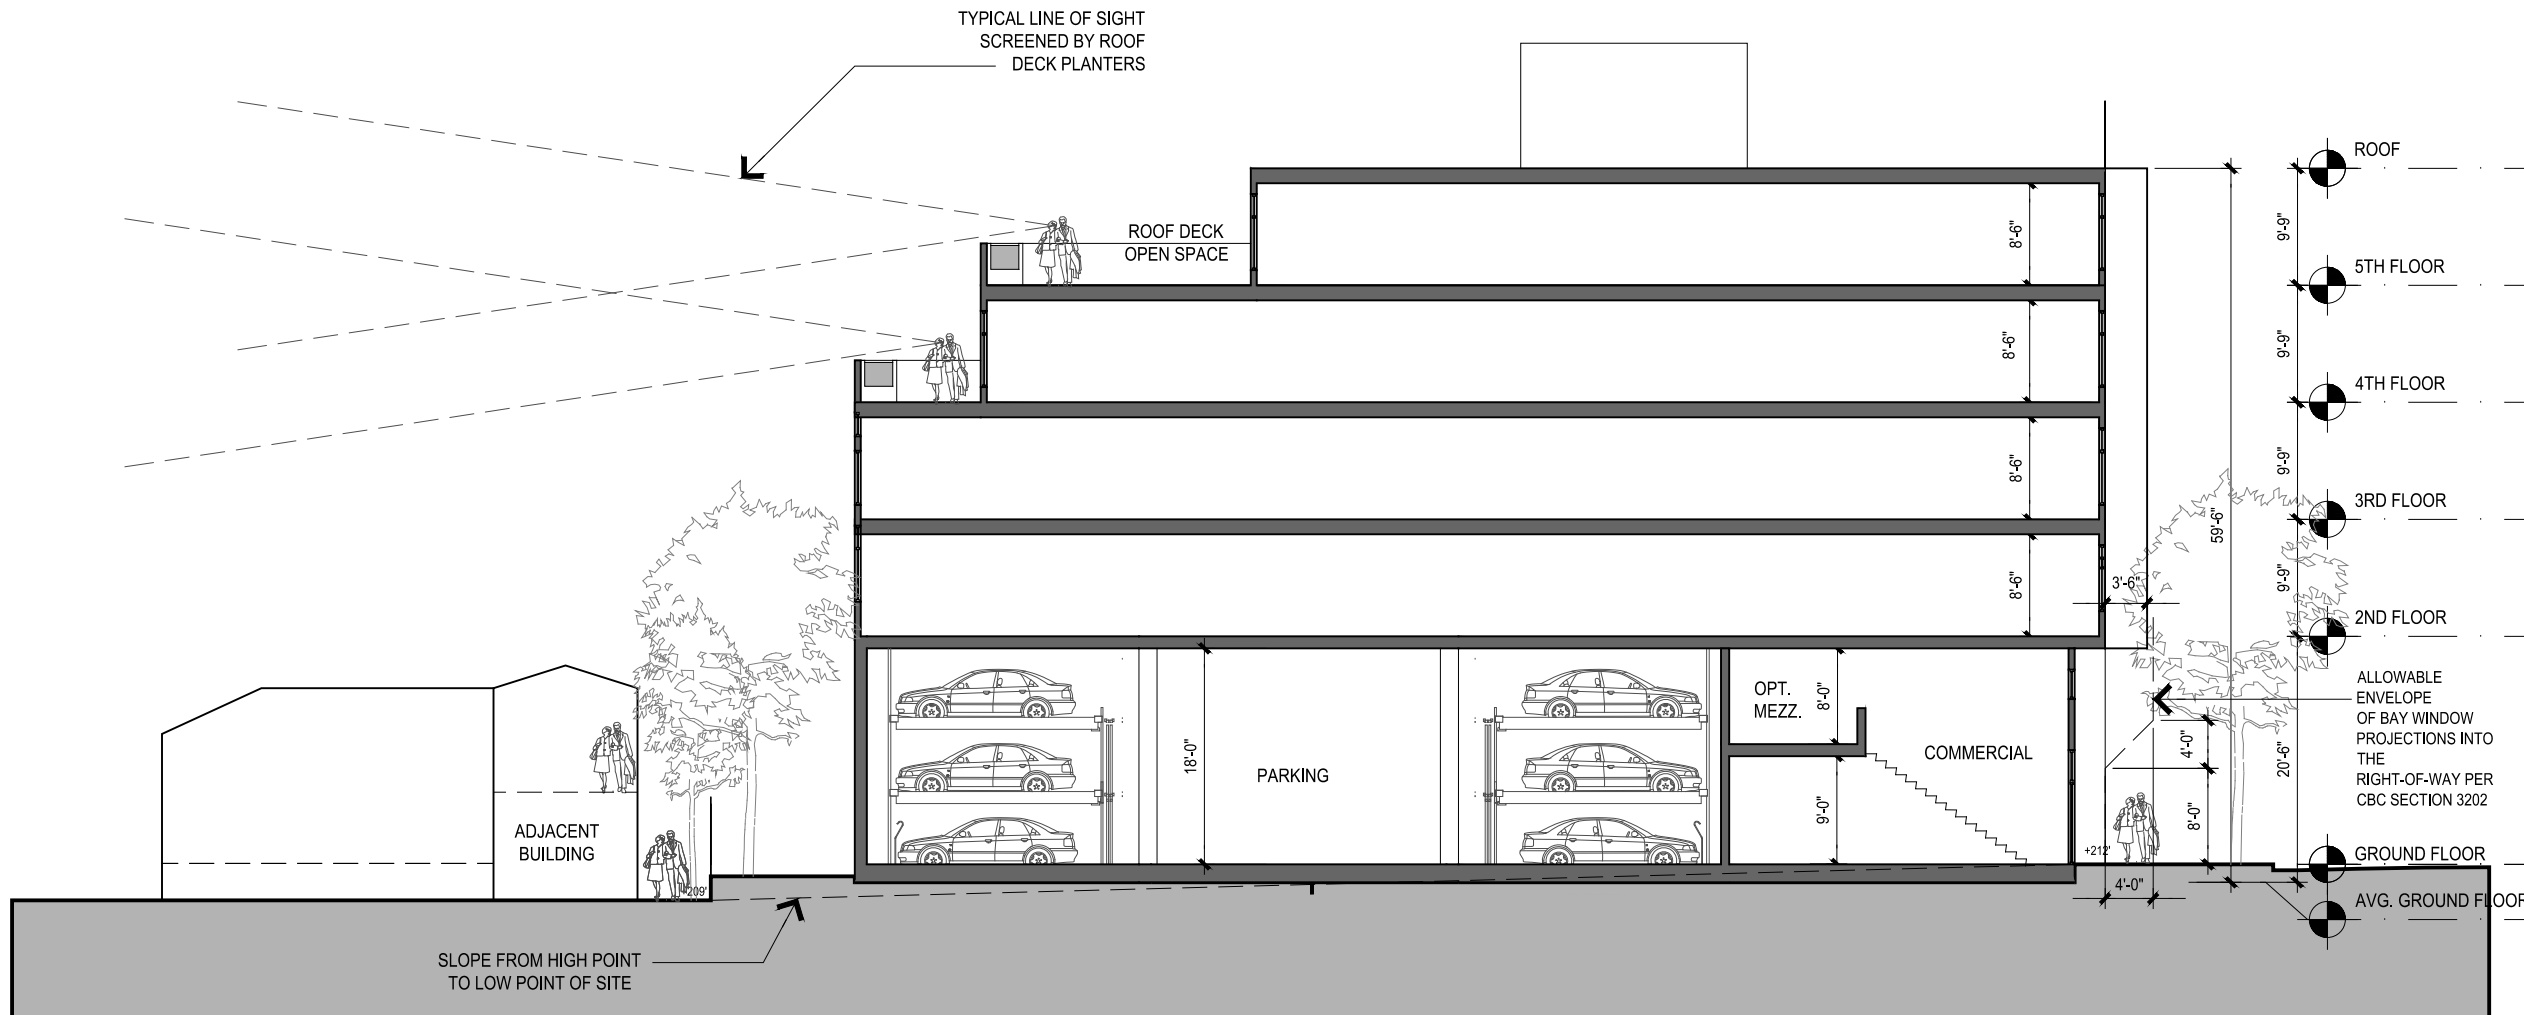 TYPICAL LINE OF SIGHT
SCREENED BY ROOF
DECK PLANTERS
ROOF
9'-9"
8'-6"
ROOF DECK
OPEN SPACE
5TH FLOOR
9'-9"
8'-6"
4TH FLOOR
9'-9"
8'-6"
3RD FLOOR
59'-6"
9'-9"
8'-6"
3'-6"
2ND FLOOR
ALLOWABLE
ENVELOPE
OF BAY WINDOW
PROJECTIONS INTO
THE
RIGHT-OF-WAY PER
CBC SECTION 3202
OPT.
MEZZ.
8'-0"
COMMERCIAL
4'-0"
20'-6"
18'-0"
PARKING
9'-0"
8'-0"
ADJACENT
BUILDING
+212'
GROUND FLOOR
4'-0"
+209'
AVG. GROUND FLOOR
SLOPE FROM HIGH POINT
TO LOW POINT OF SITE